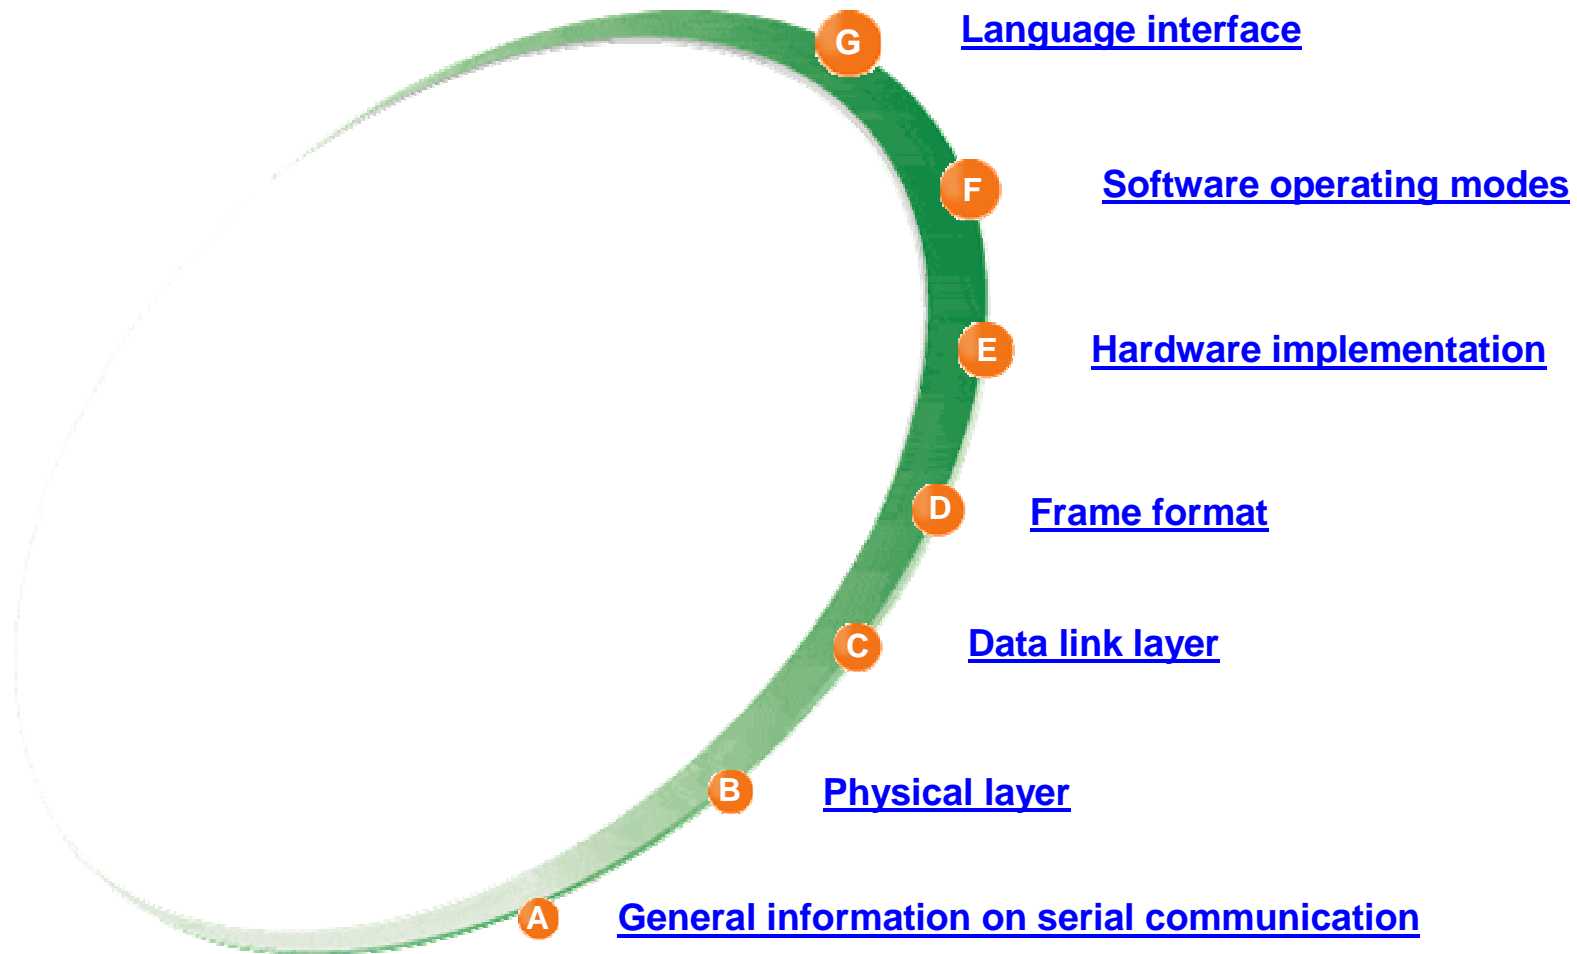 G Language interface
F Software operating modes
E Hardware implementation
D Frame format
C Data link layer
B Physical layer
A General information on serial communication